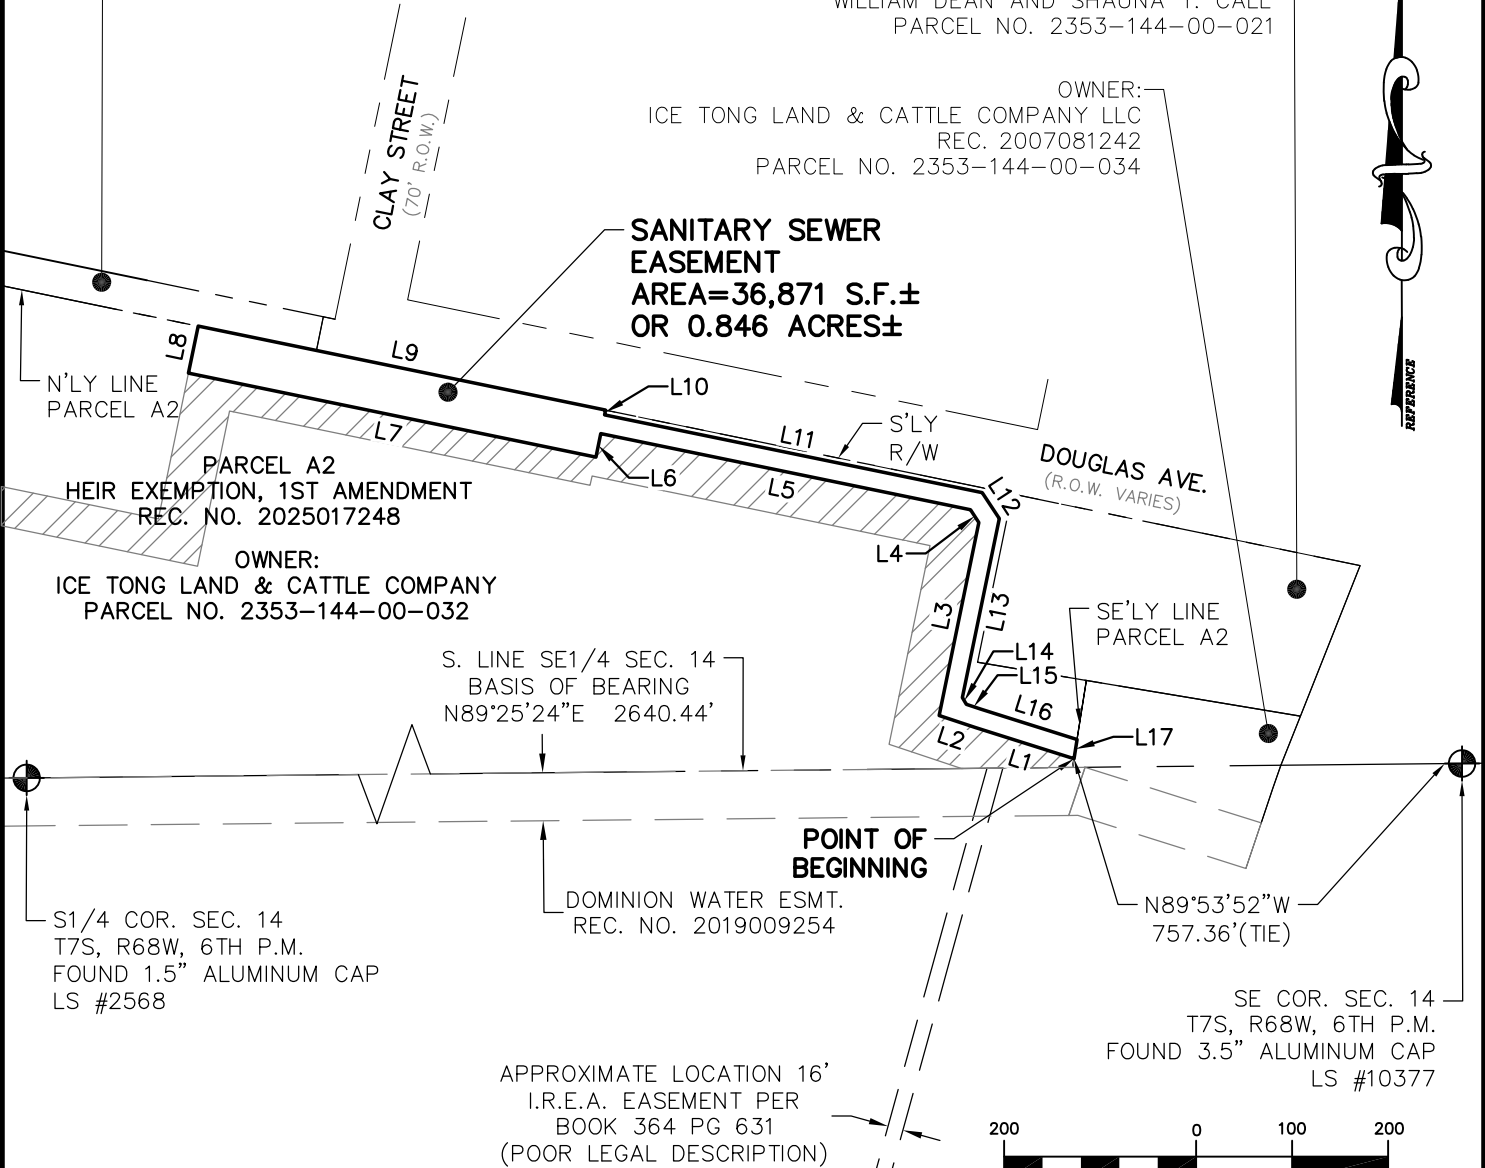 WILLIAM DEAN AND SHAUNA T. CALL
PARCEL NO. 2353-144-00-021
OWNER:
ICE TONG LAND & CATTLE COMPANY LLC
REC. 2007081242
PARCEL NO. 2353-144-00-034
CLAY STREET
(70' R.O.W.)
SANITARY SEWER
EASEMENT
AREA=36,871 S.F.±
OR 0.846 ACRES±
REFERENCE
L8
L9
L10
N'LY LINE
PARCEL A2
L7
L11
S'LY
R/W
DOUGLAS AVE.
(R.O.W. VARIES)
L6
L5
L12
PARCEL A2
HEIR EXEMPTION, 1ST AMENDMENT
REC. NO. 2025017248
OWNER:
ICE TONG LAND & CATTLE COMPANY
PARCEL NO. 2353-144-00-032
L4
L3
L13
SE'LY LINE
PARCEL A2
L14
L15
L16
L17
L2
L1
S. LINE SE1/4 SEC. 14
BASIS OF BEARING
N89°25'24"E 2640.44'
POINT OF
BEGINNING
DOMINION WATER ESMT.
REC. NO. 2019009254
N89°53'52"W
757.36'(TIE)
S1/4 COR. SEC. 14
T7S, R68W, 6TH P.M.
FOUND 1.5" ALUMINUM CAP
LS #2568
SE COR. SEC. 14
T7S, R68W, 6TH P.M.
FOUND 3.5" ALUMINUM CAP
LS #10377
APPROXIMATE LOCATION 16'
I.R.E.A. EASEMENT PER
BOOK 364 PG 631
(POOR LEGAL DESCRIPTION)
200 0 100 200